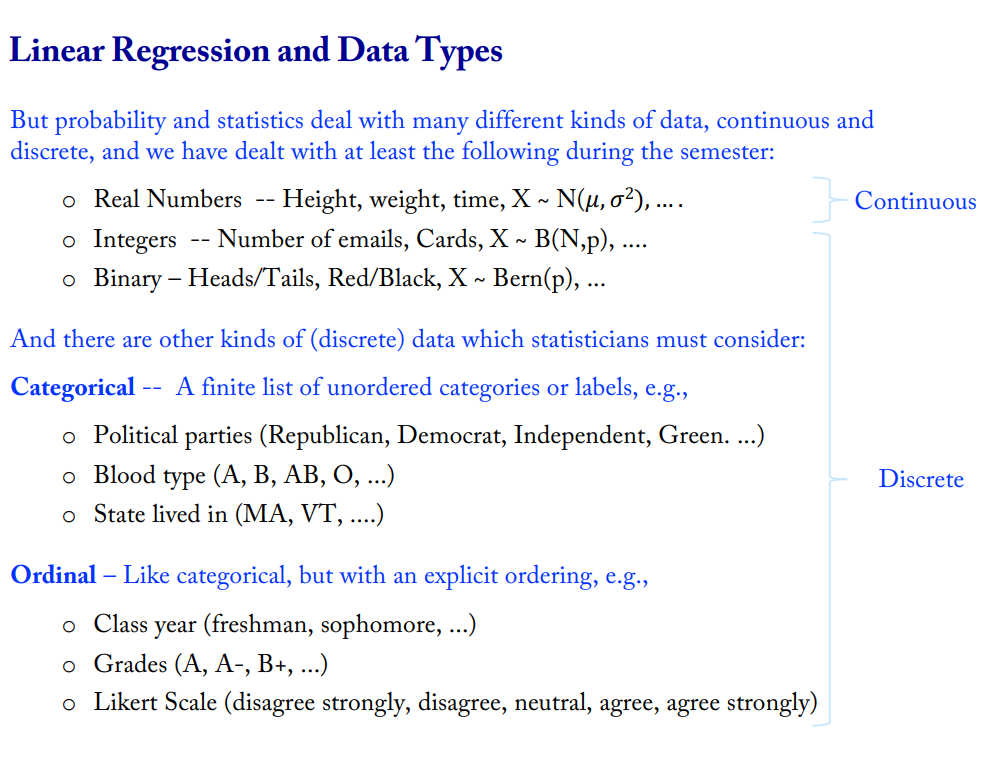 Linear Regression and Data Types
But probability and statistics deal with many different kinds of data, continuous and
discrete, and we have dealt with at least the following during the semester:
○ Real Numbers -- Height, weight, time, X ~ N(μ, σ²), … .
Continuous
○ Integers -- Number of emails, Cards, X ~ B(N,p), ....
○ Binary – Heads/Tails, Red/Black, X ~ Bern(p), ...
And there are other kinds of (discrete) data which statisticians must consider:
Categorical -- A finite list of unordered categories or labels, e.g.,
○ Political parties (Republican, Democrat, Independent, Green. ...)
○ Blood type (A, B, AB, O, ...)
Discrete
○ State lived in (MA, VT, ....)
Ordinal – Like categorical, but with an explicit ordering, e.g.,
○ Class year (freshman, sophomore, ...)
○ Grades (A, A-, B+, ...)
○ Likert Scale (disagree strongly, disagree, neutral, agree, agree strongly)